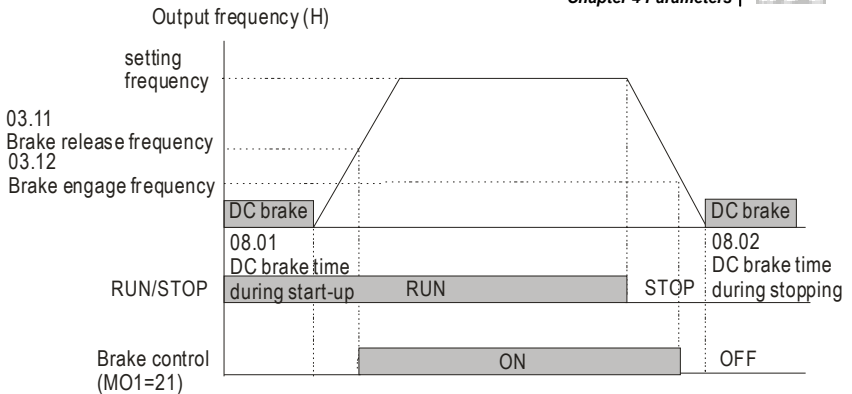 Chapter 4 Parameters |
Output frequency (H)
setting
frequency
03.11
Brake release frequency
03.12
Brake engage frequency
DC brake
DC brake
08.01
DC brake time
during start-up
08.02
DC brake time
during stopping
RUN/STOP
RUN
STOP
Brake control
(MO1=21)
ON
OFF